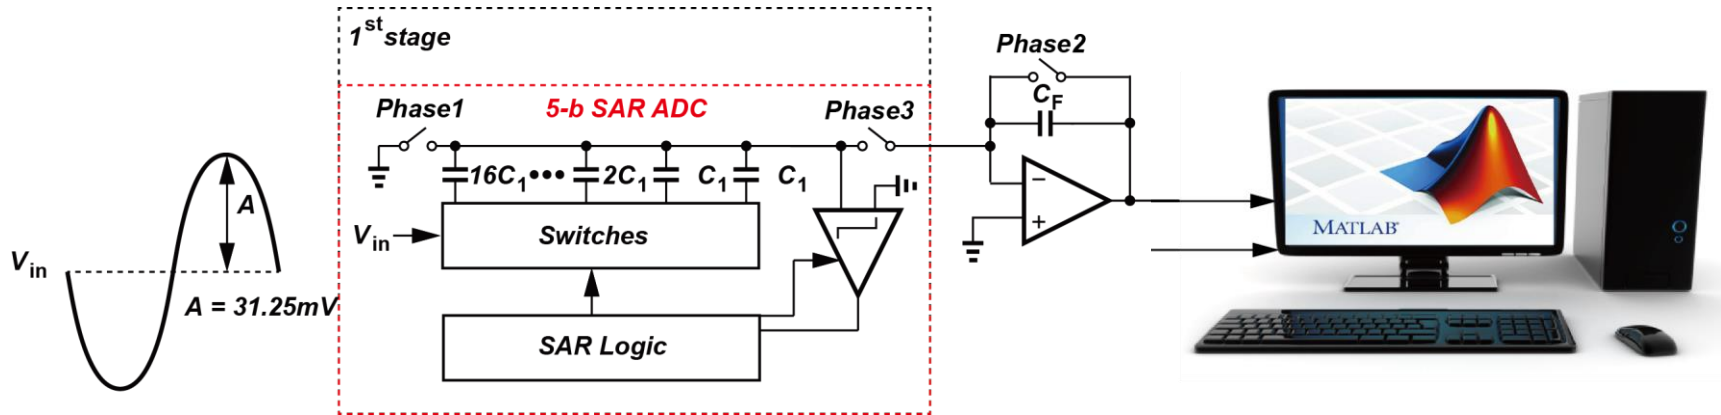 1st stage
Phase1
5-b SAR ADC
Phase3
Phase2
CF
16C1
2C1
C1
C1
Vin
Switches
SAR Logic
Vin
A
A = 31.25mV
−
+
MATLAB®